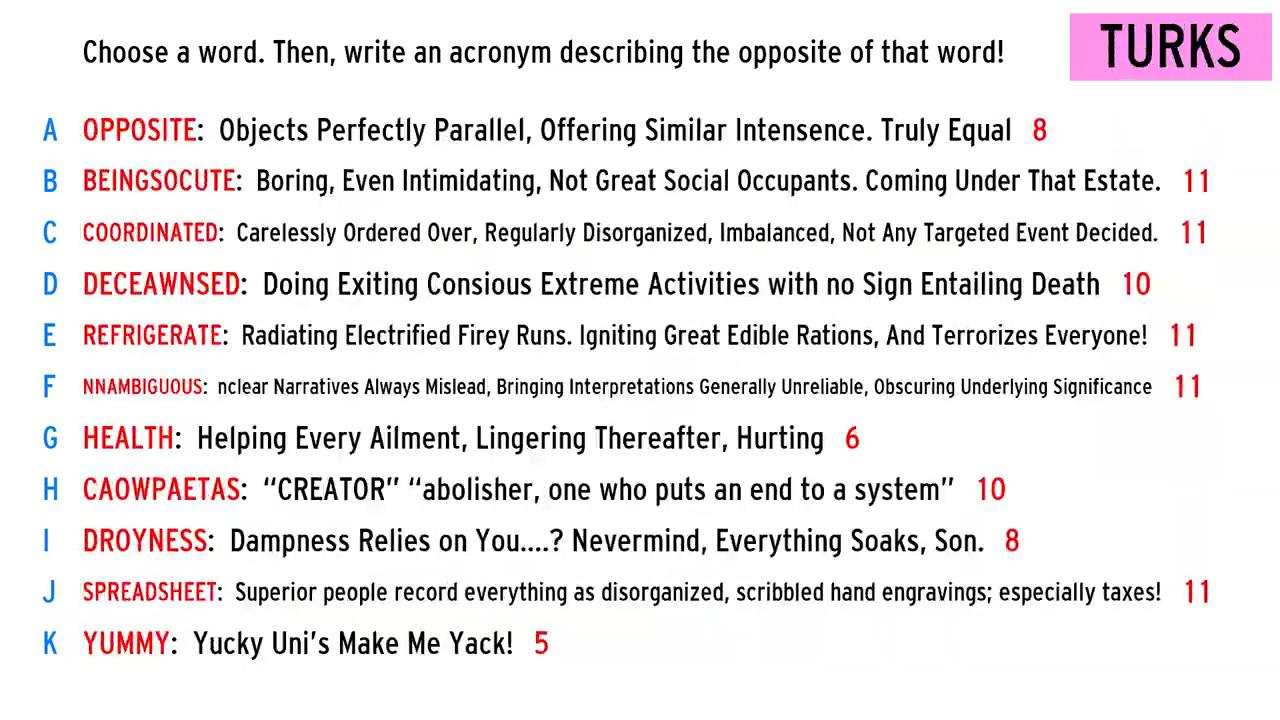 Choose a word. Then, write an acronym describing the opposite of that word!
TURKS
A OPPOSITE: Objects Perfectly Parallel, Offering Similar Intensence. Truly Equal 8
B BEINGSOCUTE: Boring, Even Intimidating, Not Great Social Occupants. Coming Under That Estate. 11
C COORDINATED: Carelessly Ordered Over, Regularly Disorganized, Imbalanced, Not Any Targeted Event Decided. 11
D DECEAWNSED: Doing Exiting Consious Extreme Activities with no Sign Entailing Death 10
E REFRIGERATE: Radiating Electrified Firey Runs. Igniting Great Edible Rations, And Terrorizes Everyone! 11
F NNAMBIGUOUS: nclear Narratives Always Mislead, Bringing Interpretations Generally Unreliable, Obscuring Underlying Significance 11
G HEALTH: Helping Every Ailment, Lingering Thereafter, Hurting 6
H CAOWPAETAS: “CREATOR” “abolisher, one who puts an end to a system” 10
I DROYNESS: Dampness Relies on You....? Nevermind, Everything Soaks, Son. 8
J SPREADSHEET: Superior people record everything as disorganized, scribbled hand engravings; especially taxes! 11
K YUMMY: Yucky Uni’s Make Me Yack! 5